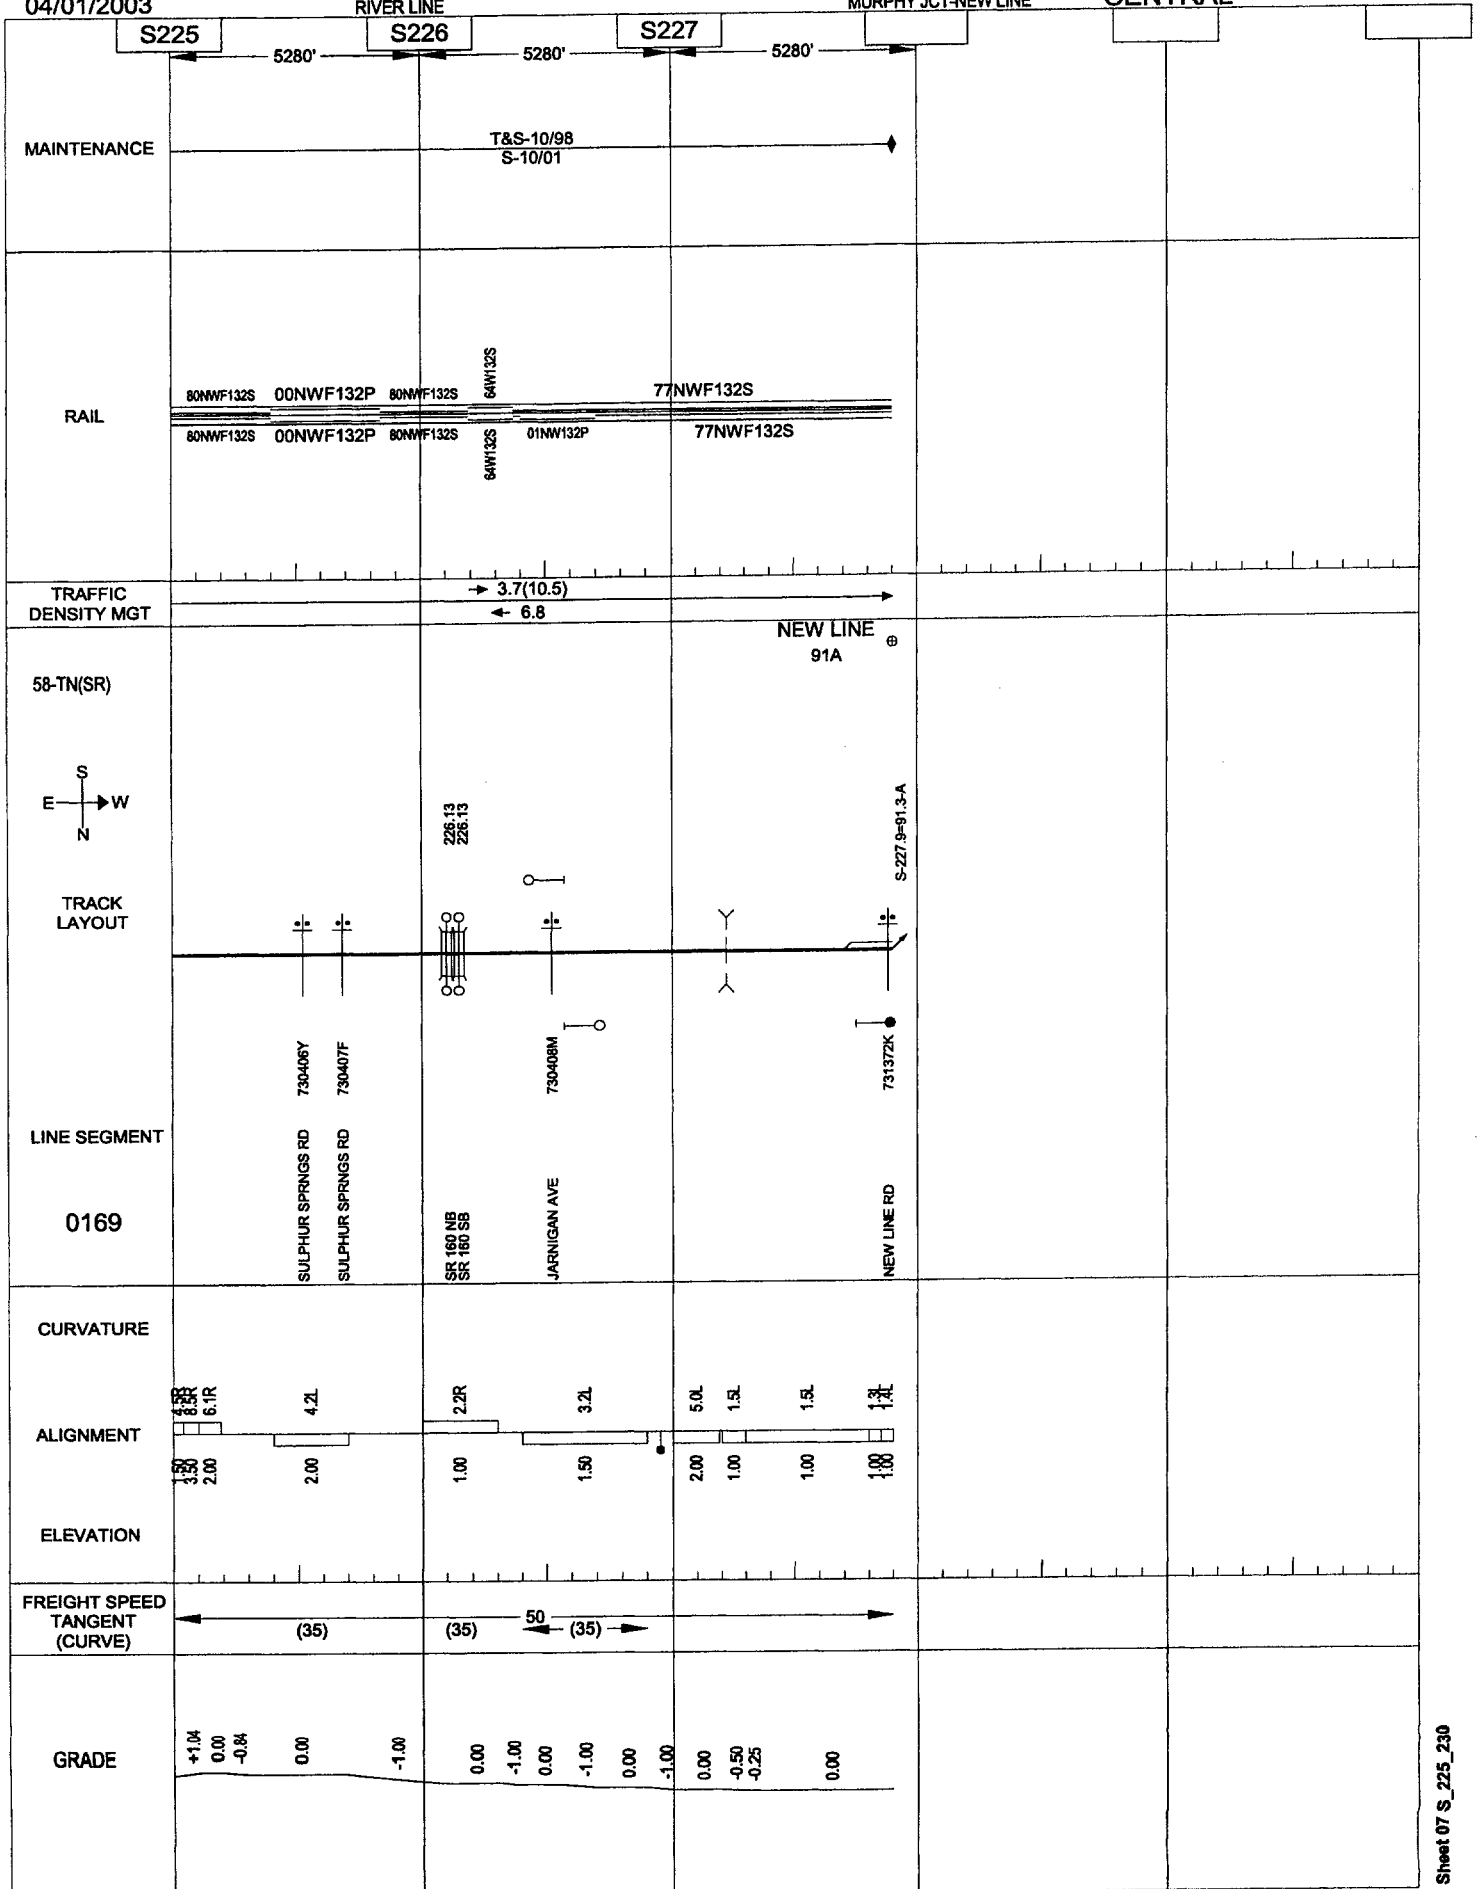 04/01/2003
RIVER LINE
MURPHY JCT-NEW LINE
CENTRAL
S225
S226
S227
5280'
5280'
5280'
MAINTENANCE
T&S-10/98
S-10/01
RAIL
80NWF132S
00NWF132P
80NWF132S
64W132S
77NWF132S
80NWF132S
00NWF132P
80NWF132S
64W132S
01NW132P
77NWF132S
TRAFFIC
DENSITY MGT
3.7(10.5)
6.8
NEW LINE
91A
58-TN(SR)
S
E
W
N
226.13
226.13
S-227.9=91.3-A
TRACK
LAYOUT
730406Y
730407F
730408M
731372K
LINE SEGMENT
0169
SULPHUR SPRNGS RD
SULPHUR SPRNGS RD
SR 160 NB
SR 160 SB
JARNIGAN AVE
NEW LINE RD
CURVATURE
8.5R
6.1R
4.2L
2.2R
3.2L
5.0L
1.5L
1.5L
ALIGNMENT
3.50
2.00
2.00
1.00
1.50
2.00
1.00
1.00
1.00
1.00
ELEVATION
FREIGHT SPEED
TANGENT
(CURVE)
50
(35)
(35)
(35)
GRADE
+1.04
0.00
-0.84
0.00
-1.00
0.00
-1.00
0.00
-1.00
0.00
-1.00
0.00
-0.50
-0.25
0.00
Sheet 07 S_225_230